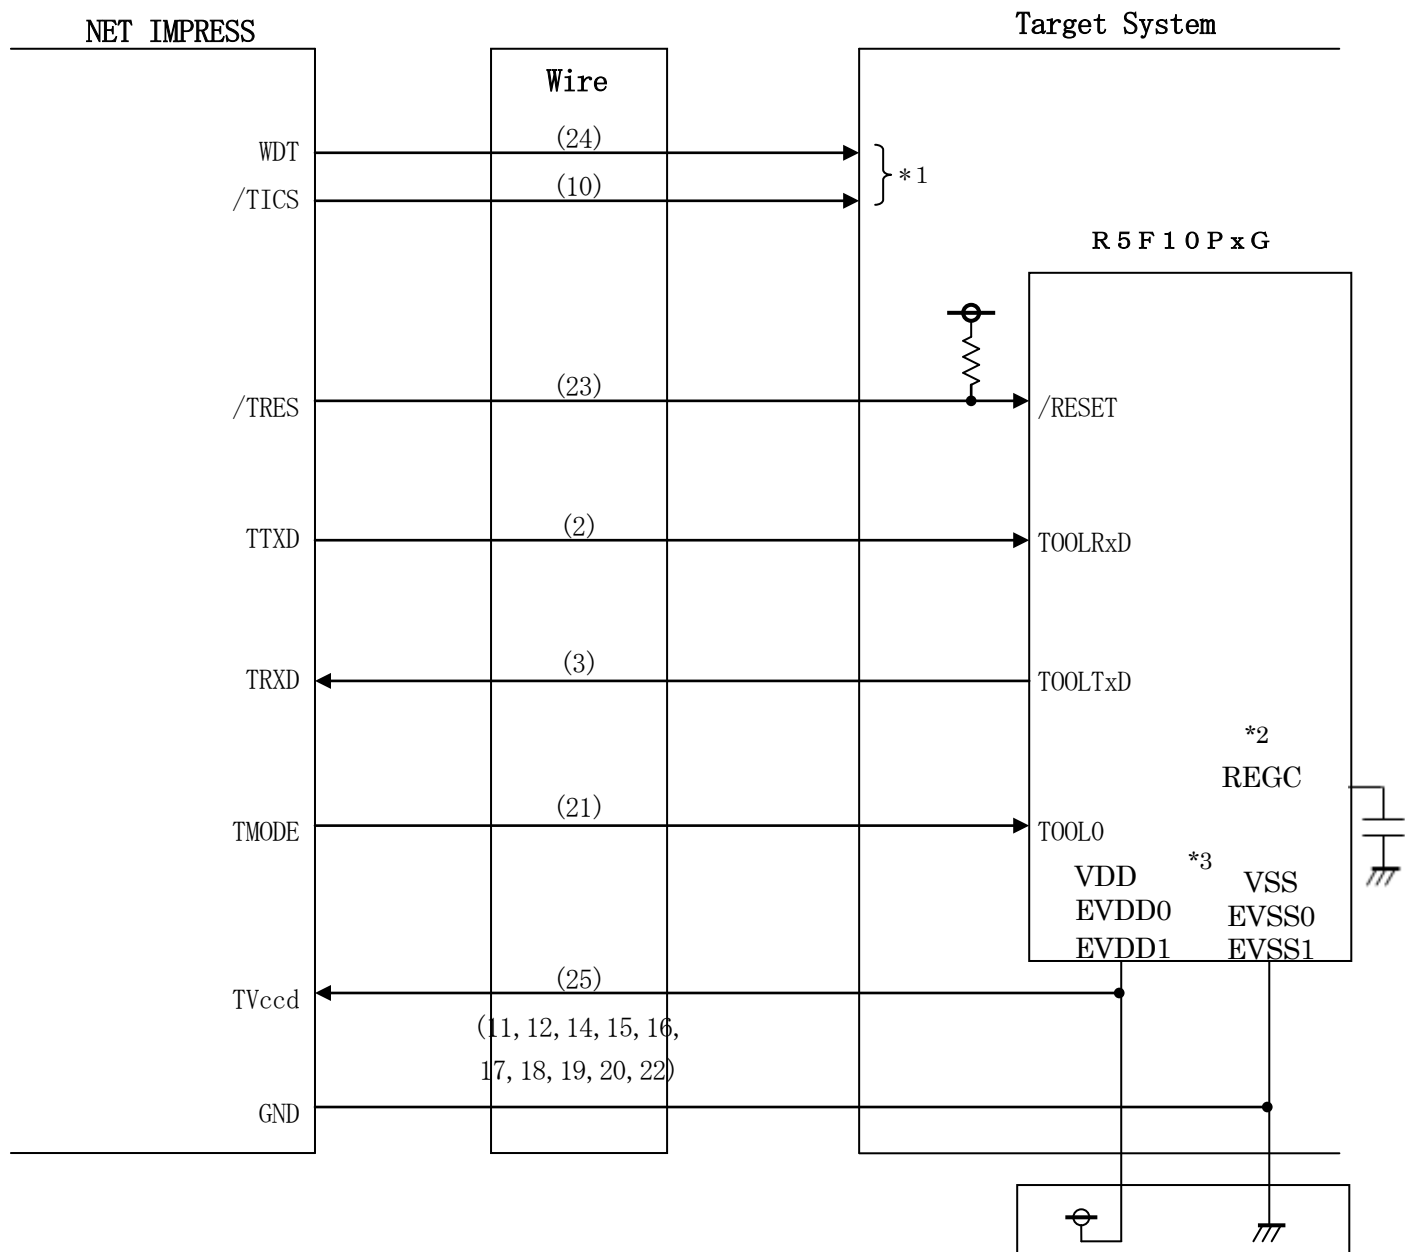 NET IMPRESS
Target System
Wire
WDT
(24)
*1
/TICS
(10)
R5F10PxG
/TRES
(23)
/RESET
TTXD
(2)
TOOLRxD
TRXD
(3)
TOOLTxD
*2
REGC
TMODE
(21)
TOOL0
*3
VDD
VSS
EVDD0
EVSS0
EVDD1
EVSS1
TVccd
(25)
(11, 12, 14, 15, 16,
17, 18, 19, 20, 22)
GND